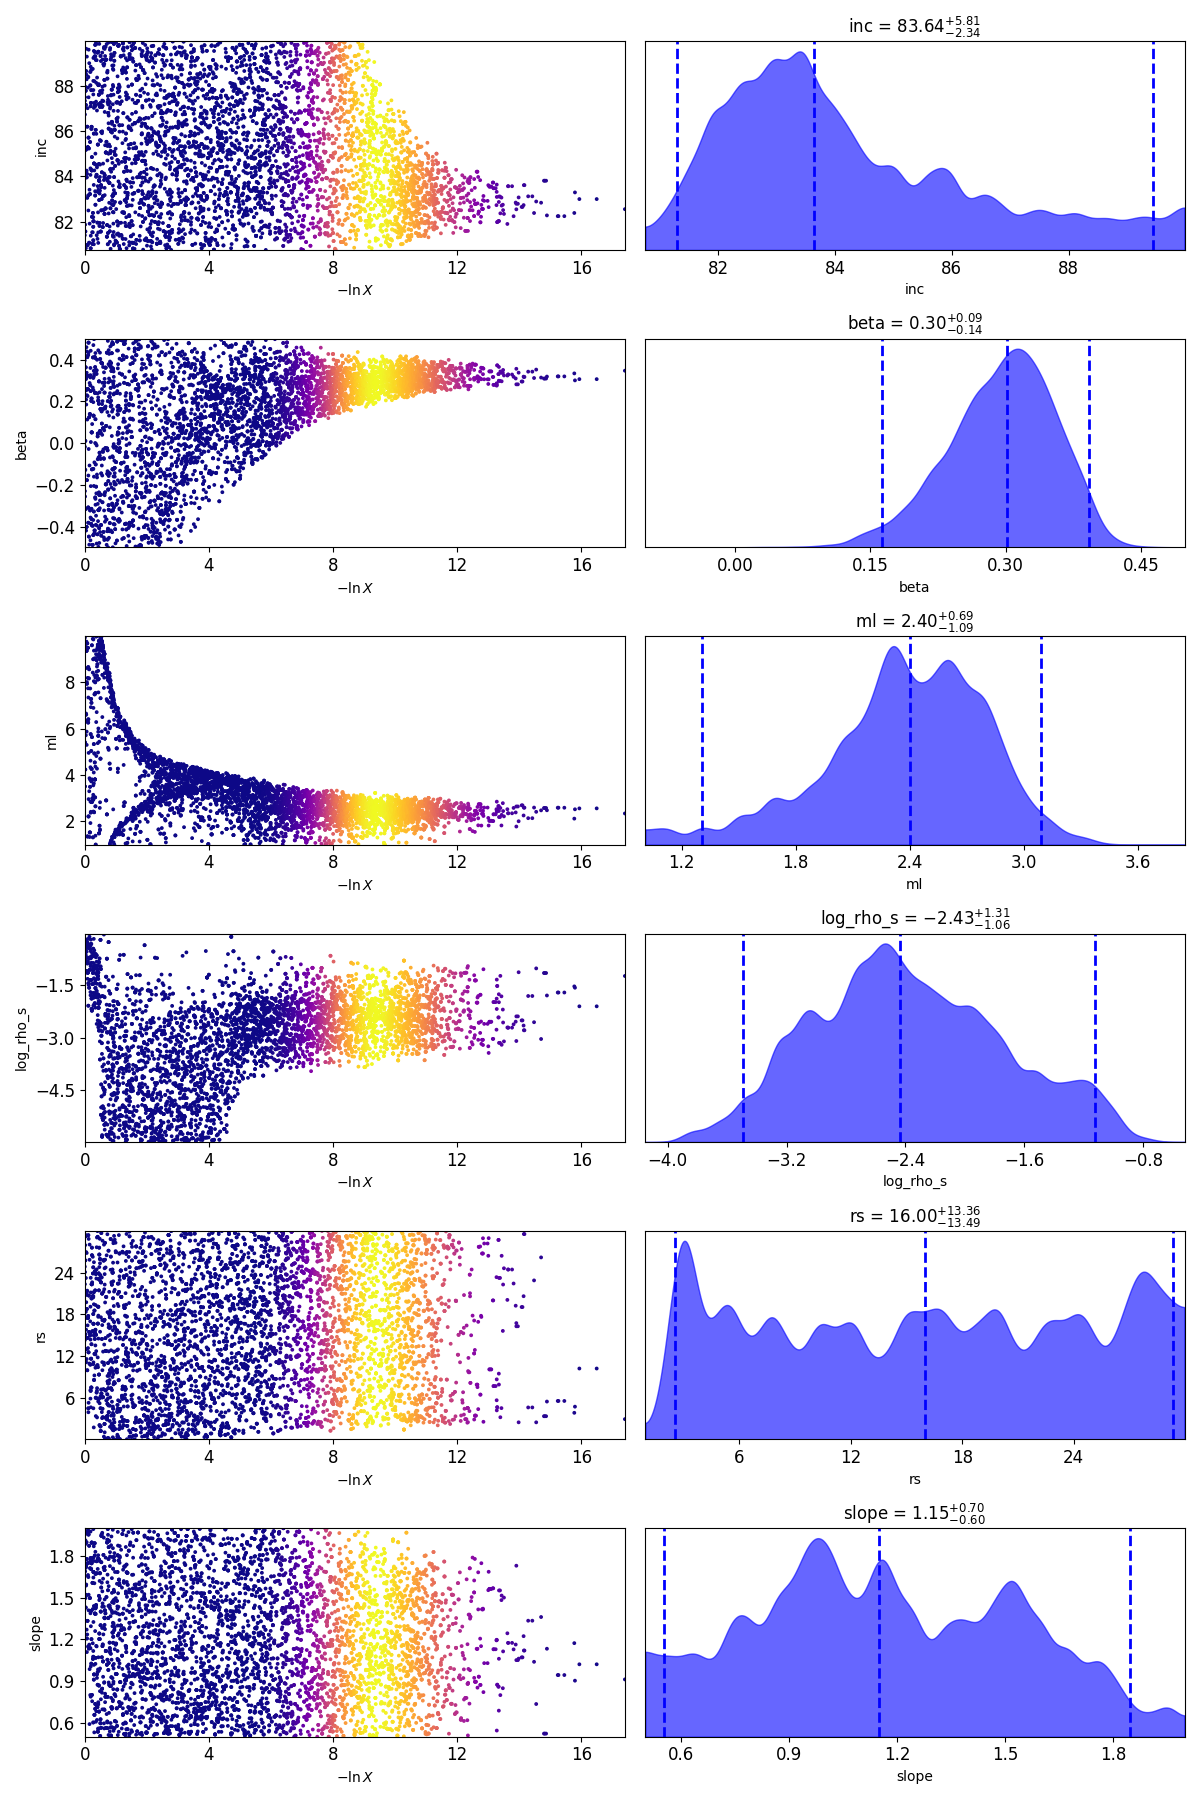 inc = 83.64+5.81−2.34
inc
88
86
84
82
0 4 8 12 16
−ln X
82 84 86 88
inc
beta = 0.30+0.09−0.14
beta
0.4
0.2
0.0
−0.2
−0.4
0 4 8 12 16
−ln X
0.00 0.15 0.30 0.45
beta
ml = 2.40+0.69−1.09
ml
8
6
4
2
0 4 8 12 16
−ln X
1.2 1.8 2.4 3.0 3.6
ml
log_rho_s = −2.43+1.31−1.06
log_rho_s
−1.5
−3.0
−4.5
0 4 8 12 16
−ln X
−4.0 −3.2 −2.4 −1.6 −0.8
log_rho_s
rs = 16.00+13.36−13.49
rs
24
18
12
6
0 4 8 12 16
−ln X
6 12 18 24
rs
slope = 1.15+0.70−0.60
slope
1.8
1.5
1.2
0.9
0.6
0 4 8 12 16
−ln X
0.6 0.9 1.2 1.5 1.8
slope